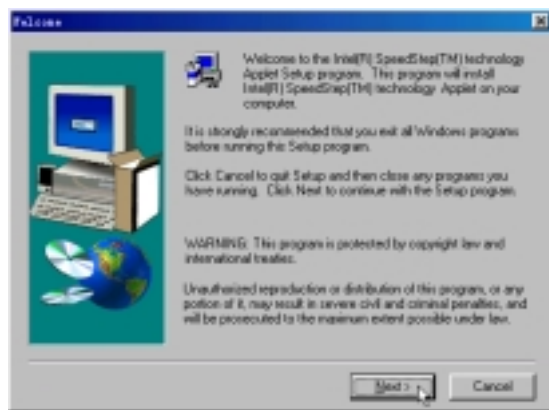 Welcome
Welcome to the Intel(R) SpeedStep(TM) technology
Applet Setup program. This program will install
Intel(R) SpeedStep(TM) technology Applet on your
computer.
It is strongly recommended that you exit all Windows programs
before running this Setup program.
Click Cancel to quit Setup and then close any programs you
have running. Click Next to continue with the Setup program.
WARNING: This program is protected by copyright law and
international treaties.
Unauthorized reproduction or distribution of this program, or any
portion of it, may result in severe civil and criminal penalties, and
will be prosecuted to the maximum extent possible under law.
Next >
Cancel